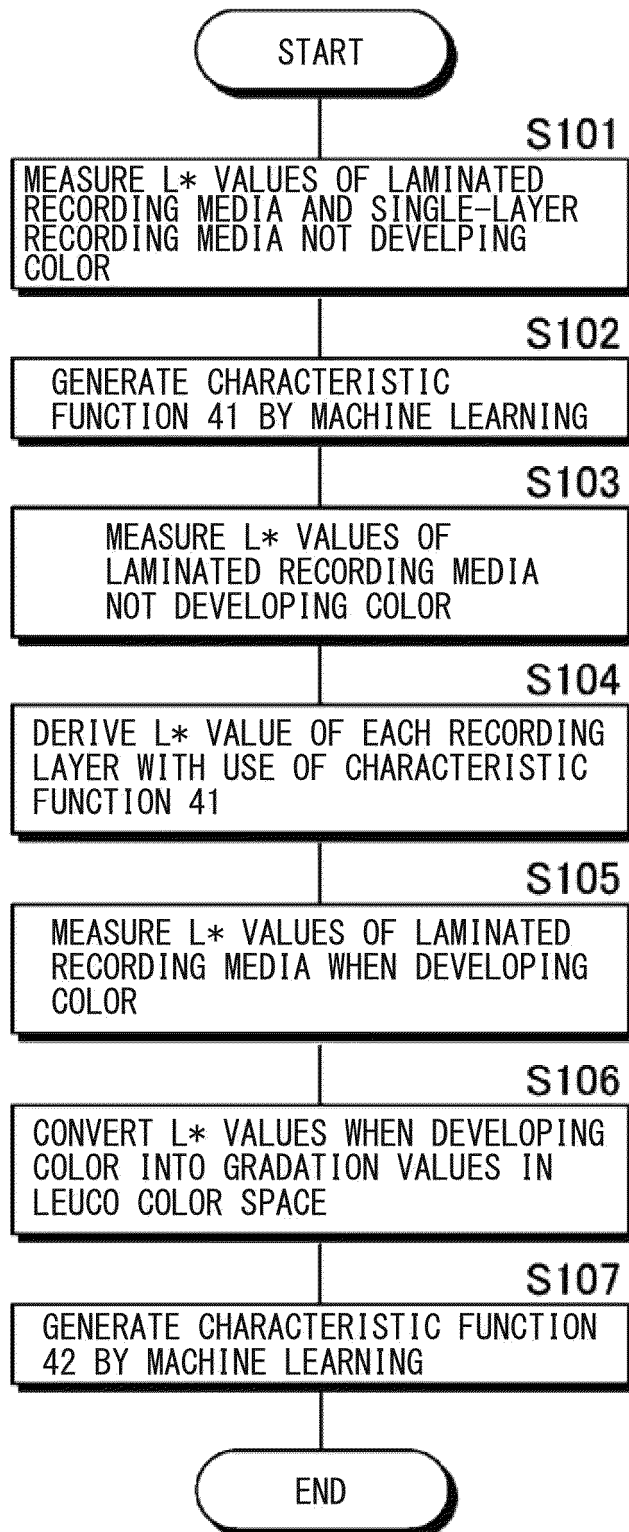 START
S101
MEASURE L* VALUES OF LAMINATED
RECORDING MEDIA AND SINGLE-LAYER
RECORDING MEDIA NOT DEVELPING
COLOR
S102
GENERATE CHARACTERISTIC
FUNCTION 41 BY MACHINE LEARNING
S103
MEASURE L* VALUES OF
LAMINATED RECORDING MEDIA
NOT DEVELOPING COLOR
S104
DERIVE L* VALUE OF EACH RECORDING
LAYER WITH USE OF CHARACTERISTIC
FUNCTION 41
S105
MEASURE L* VALUES OF LAMINATED
RECORDING MEDIA WHEN DEVELOPING
COLOR
S106
CONVERT L* VALUES WHEN DEVELOPING
COLOR INTO GRADATION VALUES IN
LEUCO COLOR SPACE
S107
GENERATE CHARACTERISTIC FUNCTION
42 BY MACHINE LEARNING
END